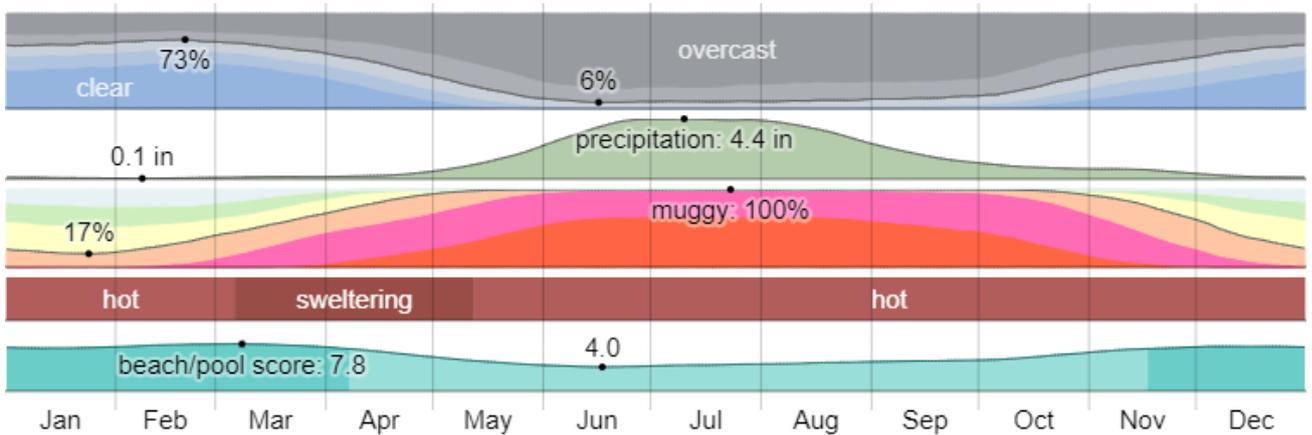 overcast
6%
73%
clear
precipitation: 4.4 in
0.1 in
muggy: 100%
17%
hot sweltering hot
4.0
beach/pool score: 7.8
Jan Feb Mar Apr May Jun Jul Aug Sep Oct Nov Dec